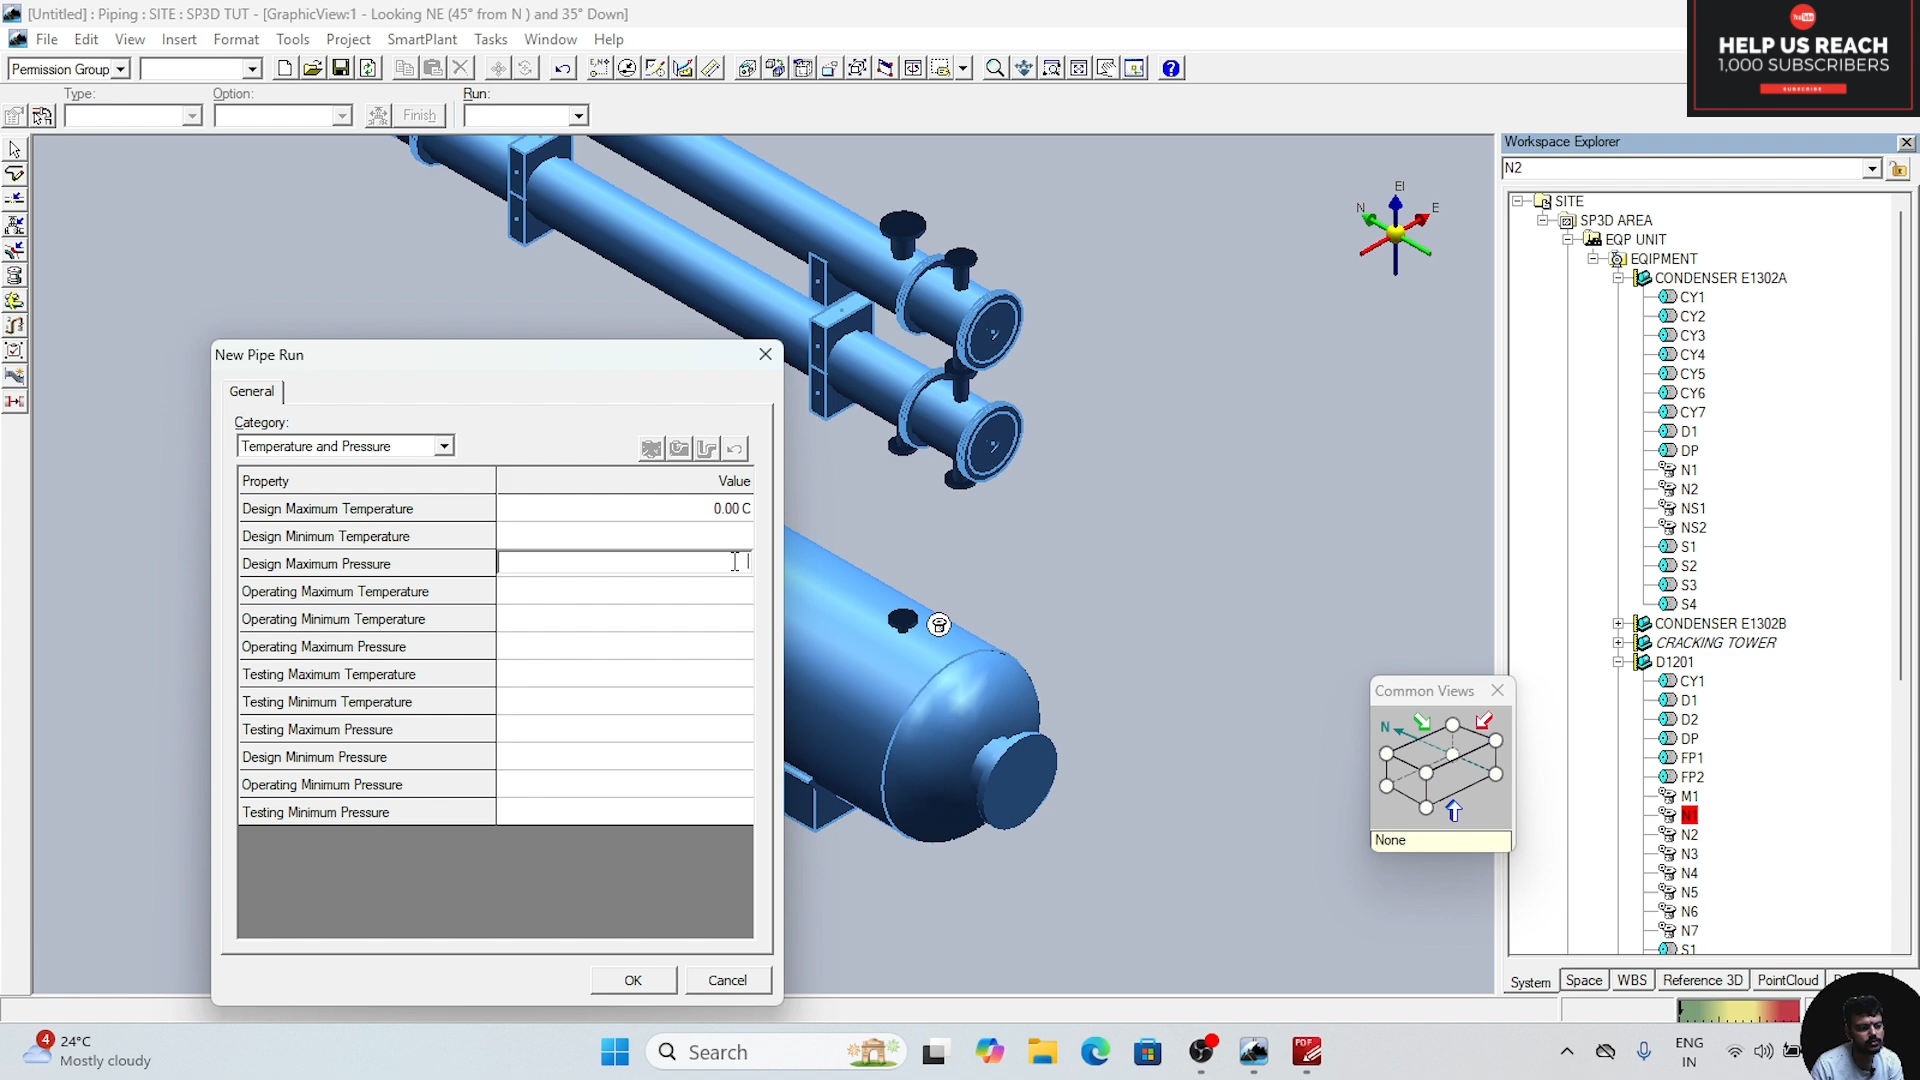 [Untitled] : Piping : SITE : SP3D TUT - [GraphicView:1 - Looking NE (45° from N ) and 35° Down]
File Edit View Insert Format Tools Project SmartPlant Tasks Window Help
Permission Group
Type: Option: Run:
Finish
HELP US REACH
1,000 SUBSCRIBERS
SUBSCRIBE
YouTube
El
N E
Workspace Explorer
N2
SITE
SP3D AREA
EQP UNIT
EQIPMENT
CONDENSER E1302A
CY1
CY2
CY3
CY4
CY5
CY6
CY7
D1
DP
N1
N2
NS1
NS2
S1
S2
S3
S4
CONDENSER E1302B
CRACKING TOWER
D1201
CY1
D1
D2
DP
FP1
FP2
M1
N1
N2
N3
N4
N5
N6
N7
S1
System Space WBS Reference 3D PointCloud
New Pipe Run
General
Category:
Temperature and Pressure
Property Value
Design Maximum Temperature 0.00 C
Design Minimum Temperature
Design Maximum Pressure
Operating Maximum Temperature
Operating Minimum Temperature
Operating Maximum Pressure
Testing Maximum Temperature
Testing Minimum Temperature
Testing Maximum Pressure
Design Minimum Pressure
Operating Minimum Pressure
Testing Minimum Pressure
OK Cancel
Common Views
N
None
4
24°C
Mostly cloudy
Search
PDF
ENG
IN